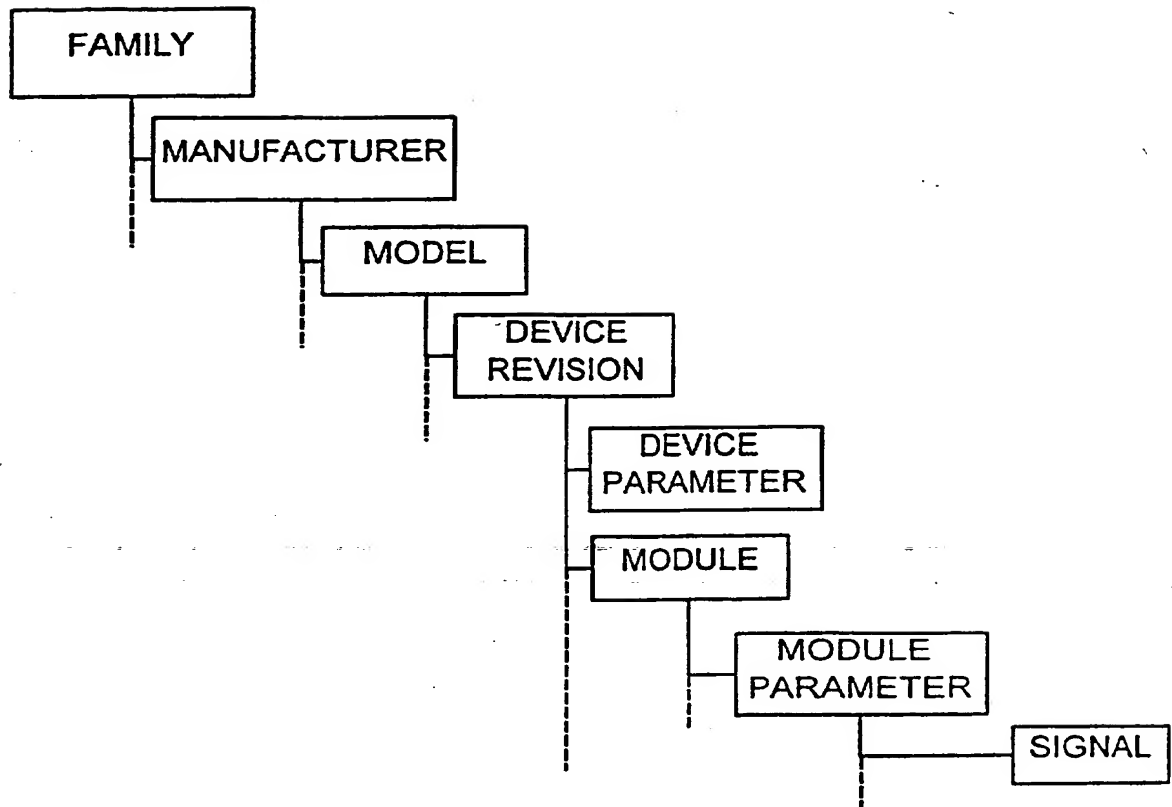 FAMILY
MANUFACTURER
MODEL
DEVICE
REVISION
DEVICE
PARAMETER
MODULE
MODULE
PARAMETER
SIGNAL